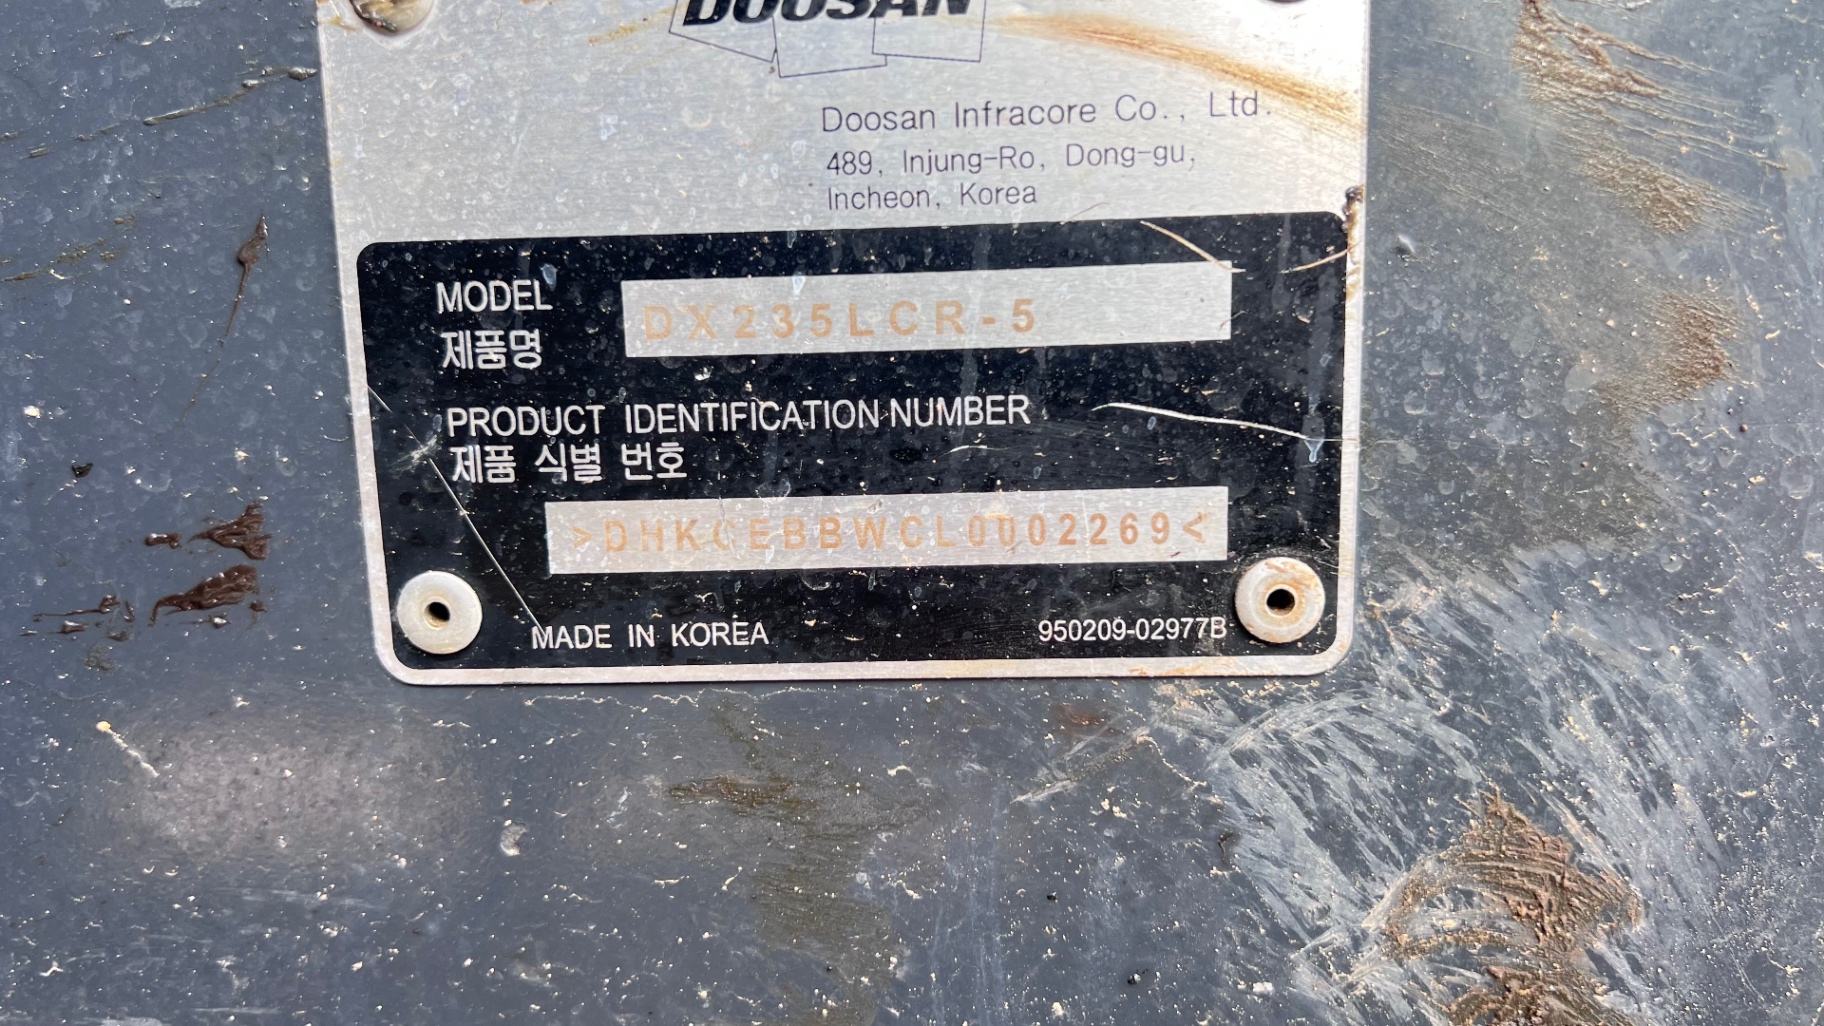 DOOSAN
Doosan Infracore Co., Ltd.
489, Injung-Ro, Dong-gu,
Incheon, Korea
MODEL
제품명
DX235LCR-5
PRODUCT IDENTIFICATION NUMBER
제품 식별 번호
>DHKCEBBWCL0002269<
MADE IN KOREA
950209-02977B